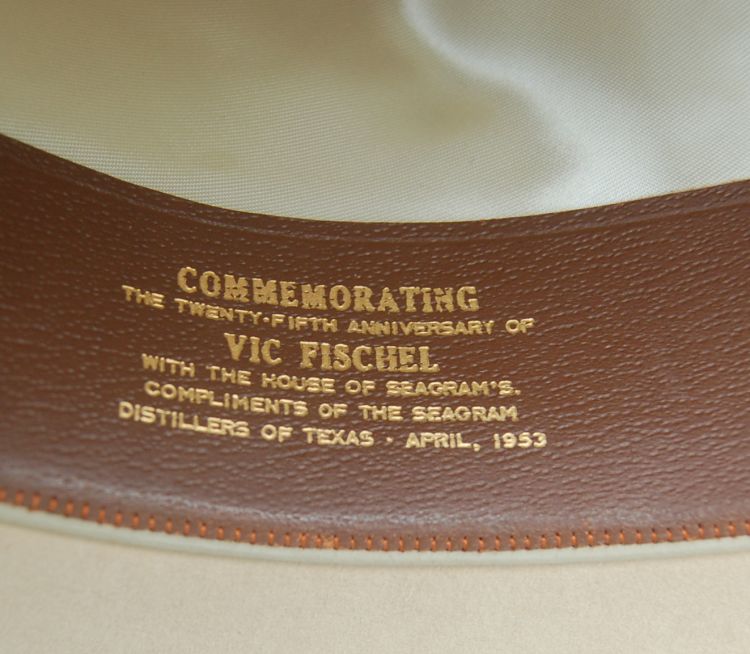 COMMEMORATING
THE TWENTY·FIFTH ANNIVERSARY OF
VIC FISCHEL
WITH THE HOUSE OF SEAGRAM'S.
COMPLIMENTS OF THE SEAGRAM
DISTILLERS OF TEXAS · APRIL, 1953